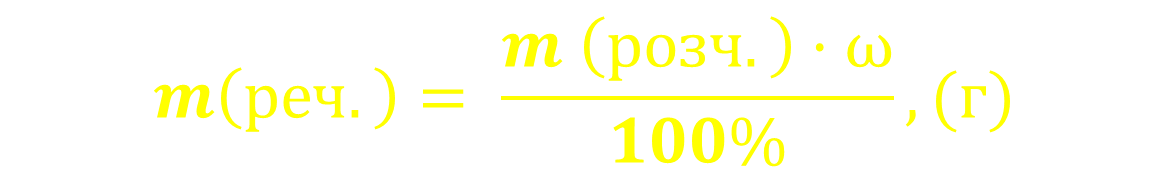 m(реч.) = m (розч.) · ω / 100% , (г)